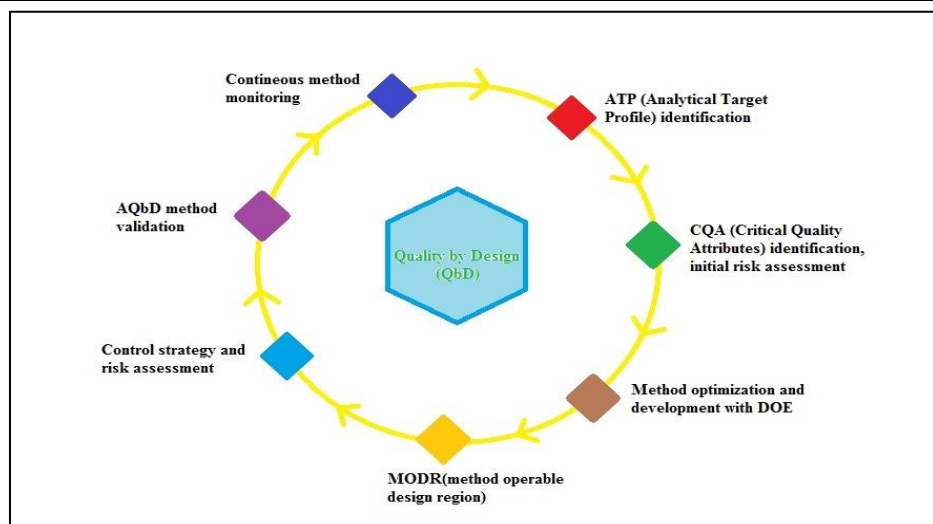 Contineous method
monitoring
ATP (Analytical Target
Profile) identification
AQbD method
validation
CQA (Critical Quality
Attributes) identification,
initial risk assessment
Quality by Design
(QbD)
Control strategy and
risk assessment
Method optimization and
development with DOE
MODR(method operable
design region)